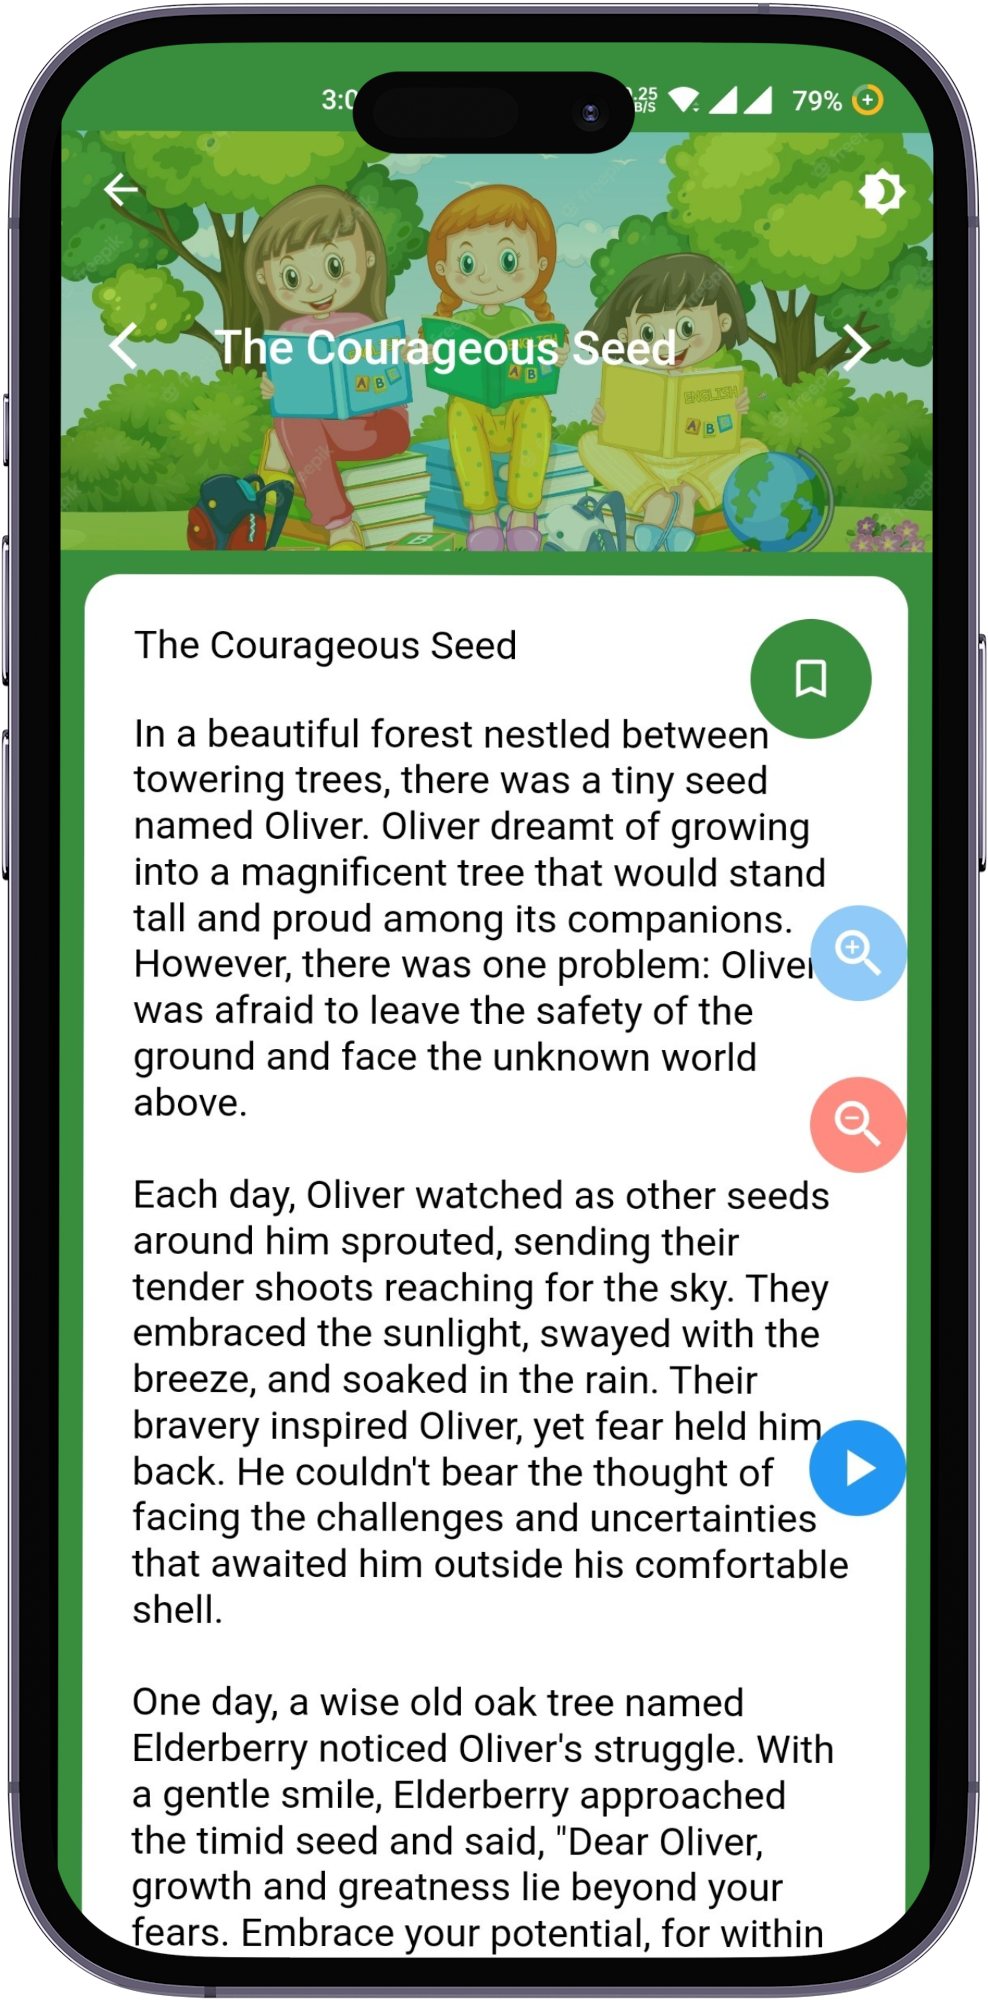 79%
The Courageous Seed
ENGLISH
A B C
The Courageous Seed
In a beautiful forest nestled between
towering trees, there was a tiny seed
named Oliver. Oliver dreamt of growing
into a magnificent tree that would stand
tall and proud among its companions.
However, there was one problem: Oliver
was afraid to leave the safety of the
ground and face the unknown world
above.
Each day, Oliver watched as other seeds
around him sprouted, sending their
tender shoots reaching for the sky. They
embraced the sunlight, swayed with the
breeze, and soaked in the rain. Their
bravery inspired Oliver, yet fear held him
back. He couldn't bear the thought of
facing the challenges and uncertainties
that awaited him outside his comfortable
shell.
One day, a wise old oak tree named
Elderberry noticed Oliver's struggle. With
a gentle smile, Elderberry approached
the timid seed and said, "Dear Oliver,
growth and greatness lie beyond your
fears. Embrace your potential, for within